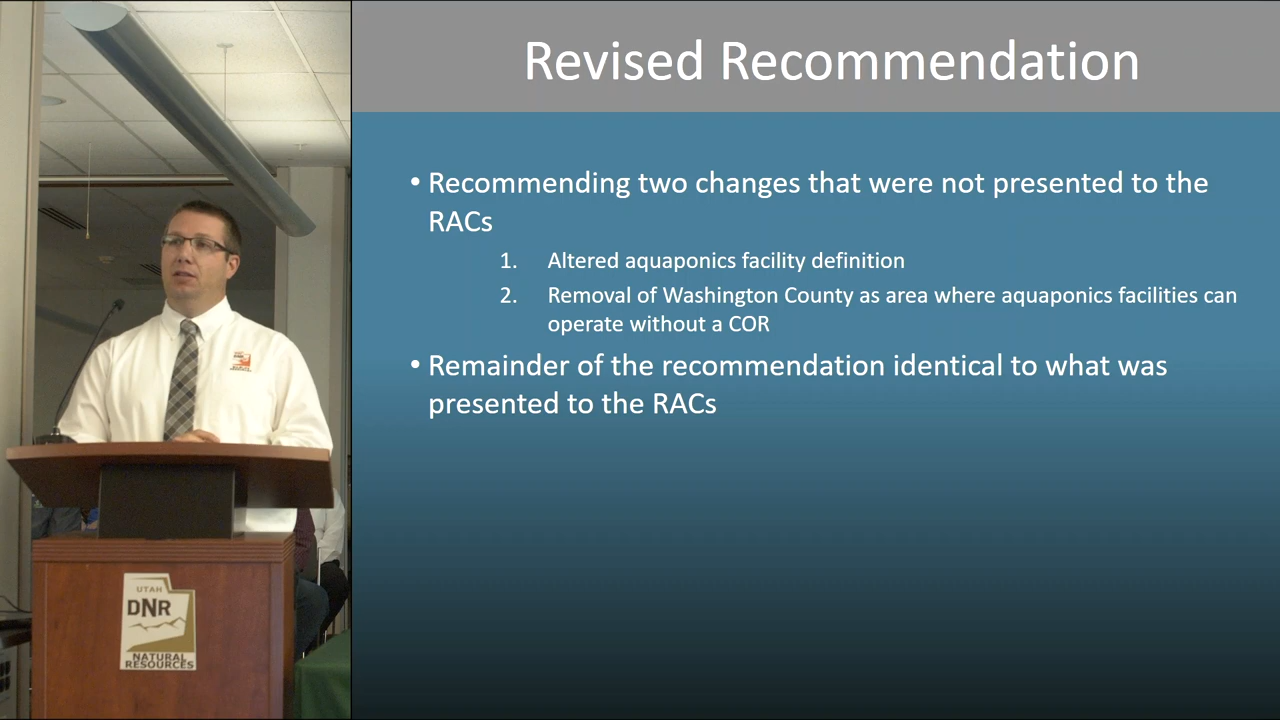 Revised Recommendation
• Recommending two changes that were not presented to the
RACs
1. Altered aquaponics facility definition
2. Removal of Washington County as area where aquaponics facilities can
operate without a COR
• Remainder of the recommendation identical to what was
presented to the RACs
UTAH
DNR
NATURAL
RESOURCES